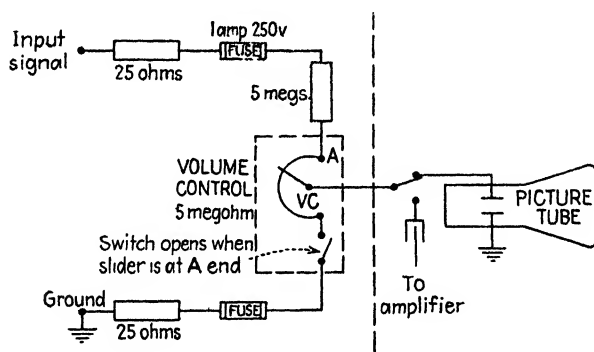 Input
signal
25 ohms
1amp 250v
FUSE
5 megs.
A
VOLUME
CONTROL
5 megohm
VC
Switch opens when
slider is at A end
PICTURE
TUBE
To
amplifier
Ground
25 ohms
FUSE